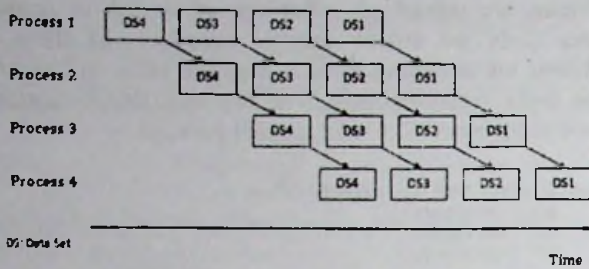 Process 1 DS4 DS3 DS2 DS1
Process 2 DS4 DS3 DS2 DS1
Process 3 DS4 DS3 DS2 DS1
Process 4 DS4 DS3 DS2 DS1
DS: Data Set
Time